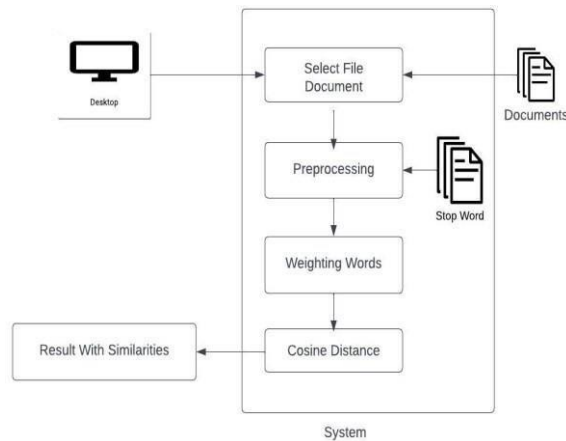 Select File
Document
Desktop
Documents
Preprocessing
Stop Word
Weighting Words
Result With Similarities
Cosine Distance
System